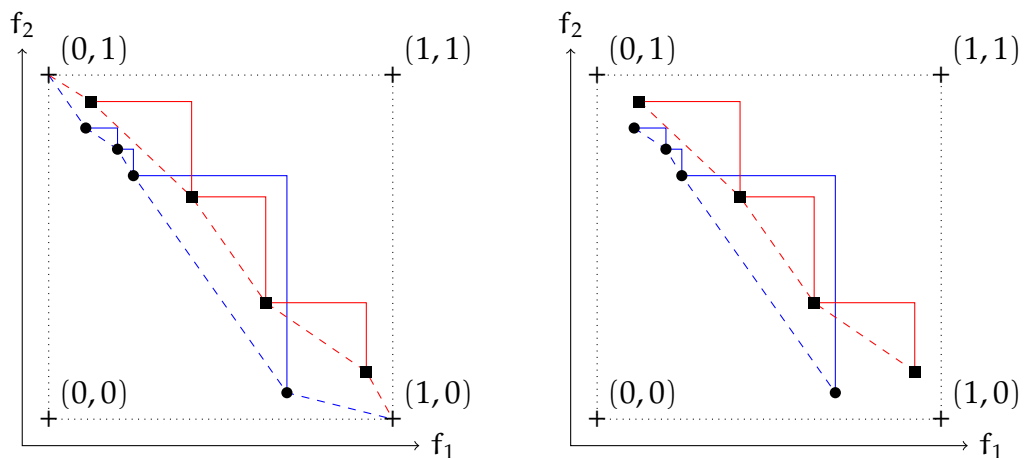 f₂
(0, 1)
(1, 1)
(0, 0)
(1, 0)
f₁
f₂
(0, 1)
(1, 1)
(0, 0)
(1, 0)
f₁